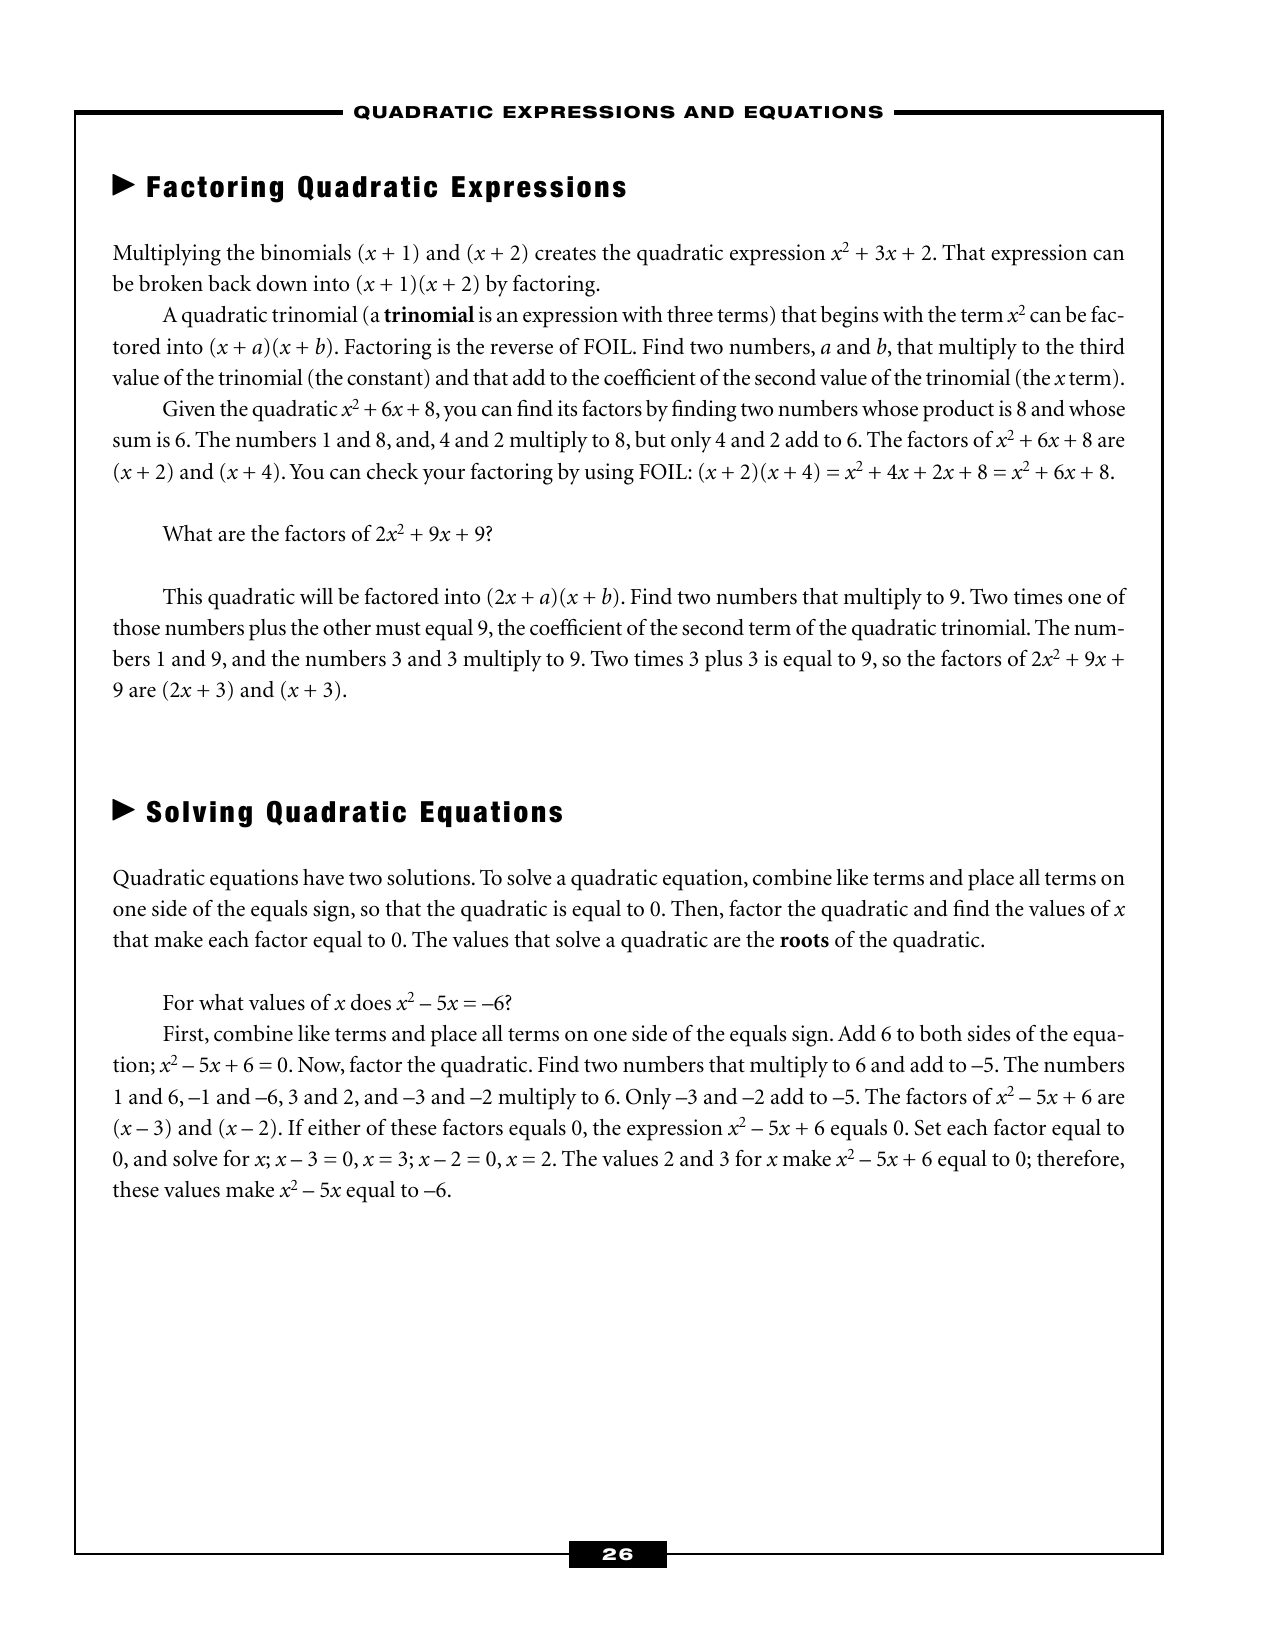 QUADRATIC EXPRESSIONS AND EQUATIONS
Factoring Quadratic Expressions
Multiplying the binomials (x + 1) and (x + 2) creates the quadratic expression x² + 3x + 2. That expression can
be broken back down into (x + 1)(x + 2) by factoring.
A quadratic trinomial (a trinomial is an expression with three terms) that begins with the term x² can be fac-
tored into (x + a)(x + b). Factoring is the reverse of FOIL. Find two numbers, a and b, that multiply to the third
value of the trinomial (the constant) and that add to the coefficient of the second value of the trinomial (the x term).
Given the quadratic x² + 6x + 8, you can find its factors by finding two numbers whose product is 8 and whose
sum is 6. The numbers 1 and 8, and, 4 and 2 multiply to 8, but only 4 and 2 add to 6. The factors of x² + 6x + 8 are
(x + 2) and (x + 4). You can check your factoring by using FOIL: (x + 2)(x + 4) = x² + 4x + 2x + 8 = x² + 6x + 8.
What are the factors of 2x² + 9x + 9?
This quadratic will be factored into (2x + a)(x + b). Find two numbers that multiply to 9. Two times one of
those numbers plus the other must equal 9, the coefficient of the second term of the quadratic trinomial. The num-
bers 1 and 9, and the numbers 3 and 3 multiply to 9. Two times 3 plus 3 is equal to 9, so the factors of 2x² + 9x +
9 are (2x + 3) and (x + 3).
Solving Quadratic Equations
Quadratic equations have two solutions. To solve a quadratic equation, combine like terms and place all terms on
one side of the equals sign, so that the quadratic is equal to 0. Then, factor the quadratic and find the values of x
that make each factor equal to 0. The values that solve a quadratic are the roots of the quadratic.
For what values of x does x² – 5x = –6?
First, combine like terms and place all terms on one side of the equals sign. Add 6 to both sides of the equa-
tion; x² – 5x + 6 = 0. Now, factor the quadratic. Find two numbers that multiply to 6 and add to –5. The numbers
1 and 6, –1 and –6, 3 and 2, and –3 and –2 multiply to 6. Only –3 and –2 add to –5. The factors of x² – 5x + 6 are
(x – 3) and (x – 2). If either of these factors equals 0, the expression x² – 5x + 6 equals 0. Set each factor equal to
0, and solve for x; x – 3 = 0, x = 3; x – 2 = 0, x = 2. The values 2 and 3 for x make x² – 5x + 6 equal to 0; therefore,
these values make x² – 5x equal to –6.
26